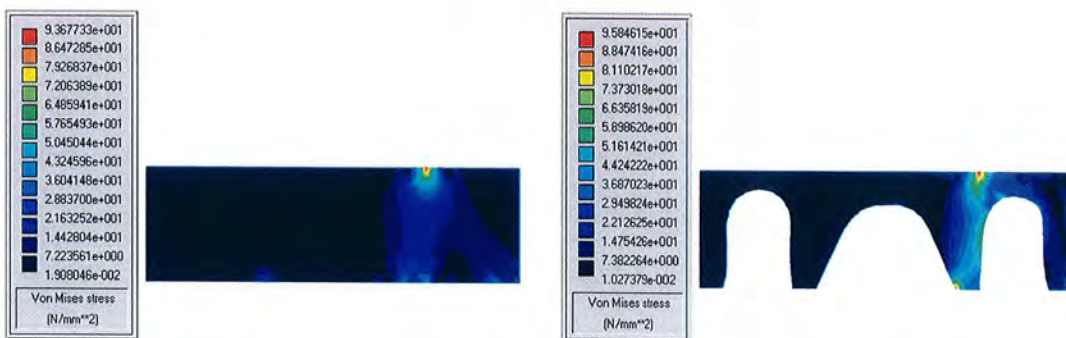 9.367733e+001
8.647285e+001
7.926837e+001
7.206389e+001
6.485941e+001
5.765493e+001
5.045044e+001
4.324596e+001
3.604148e+001
2.883700e+001
2.163252e+001
1.442804e+001
7.223561e+000
1.908046e-002
Von Mises stress
(N/mm**2)
9.584615e+001
8.847416e+001
8.110217e+001
7.373018e+001
6.635819e+001
5.898620e+001
5.161421e+001
4.424222e+001
3.687023e+001
2.949824e+001
2.212625e+001
1.475426e+001
7.382264e+000
1.027379e-002
Von Mises stress
(N/mm**2)